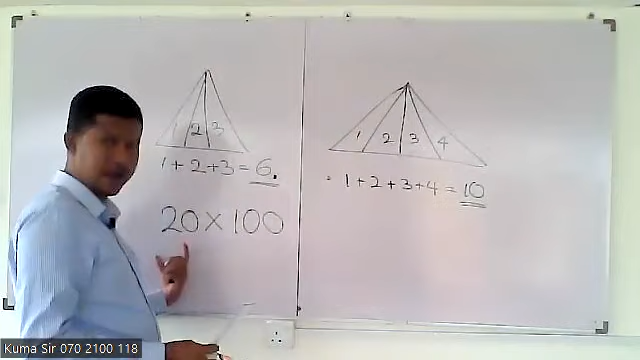 1 2 3
1+2+3=6.
20×100
1 2 3 4
1+2+3+4=10
Kuma Sir 070 2100 118